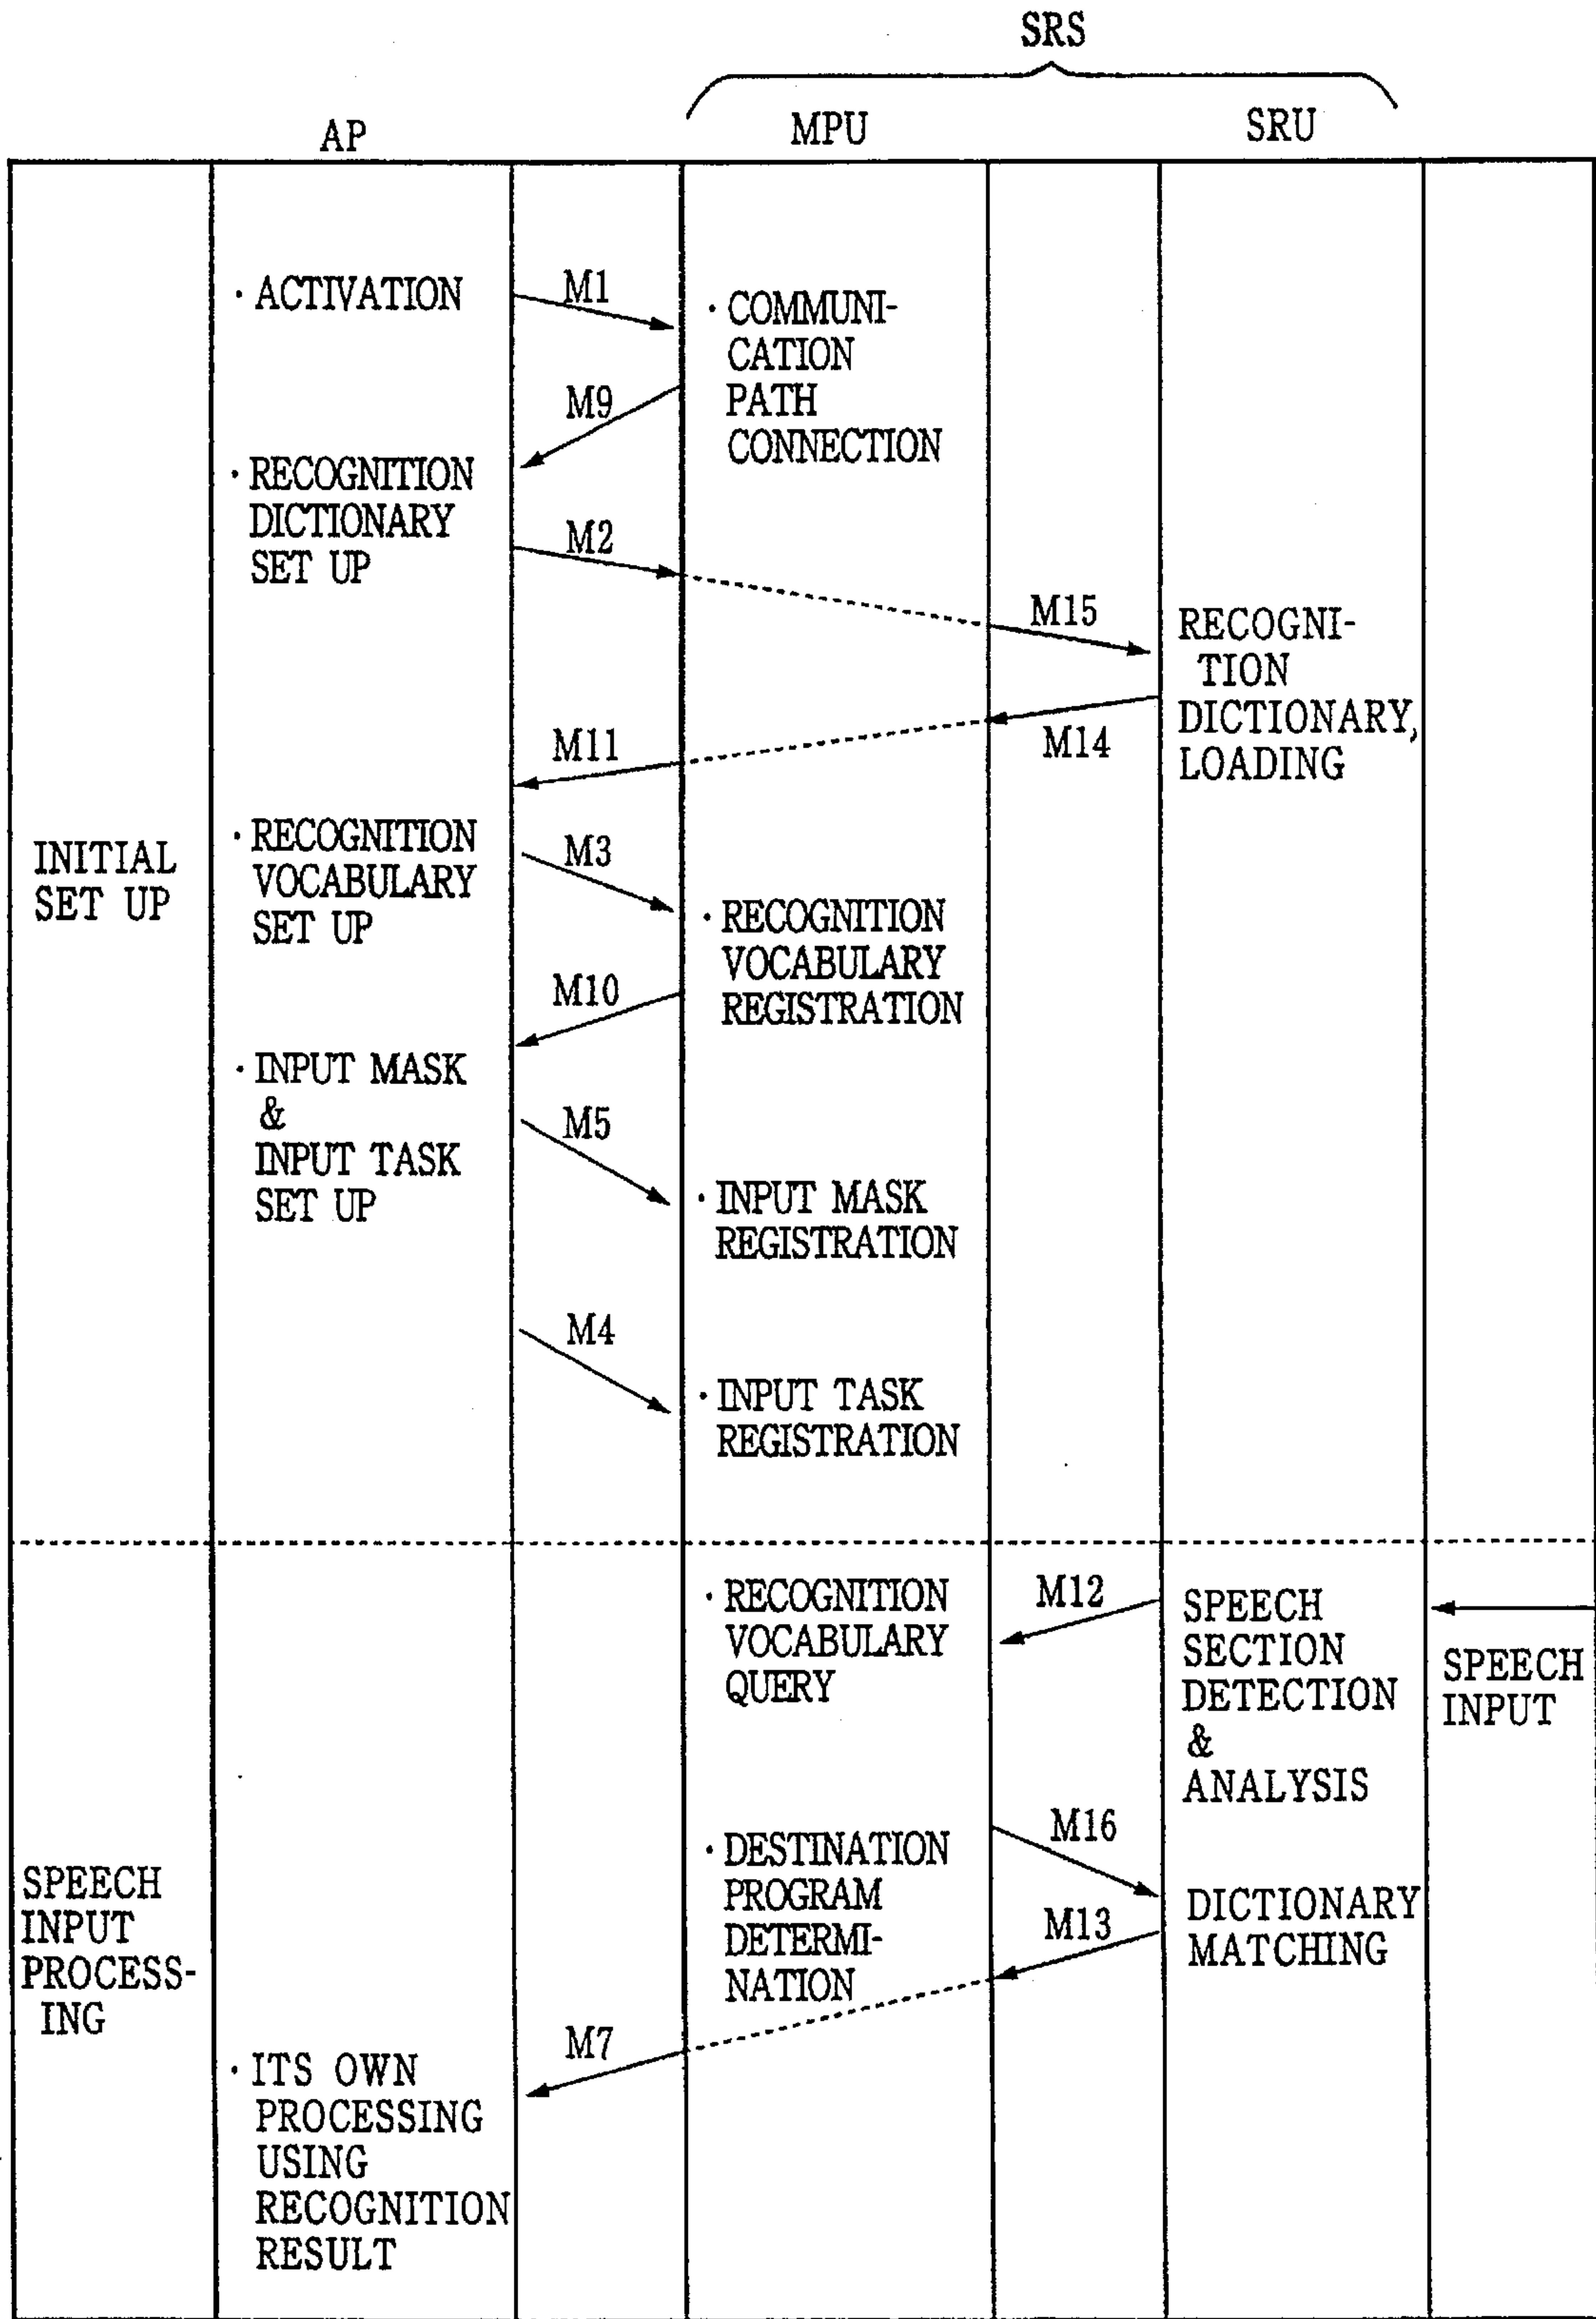 SRS
AP
MPU
SRU
· ACTIVATION
M1
· COMMUNI-
CATION
PATH
CONNECTION
M9
· RECOGNITION
DICTIONARY
SET UP
M2
M15
RECOGNI-
TION
DICTIONARY,
LOADING
M14
M11
INITIAL
SET UP
· RECOGNITION
VOCABULARY
SET UP
M3
· RECOGNITION
VOCABULARY
REGISTRATION
M10
· INPUT MASK
&
INPUT TASK
SET UP
M5
· INPUT MASK
REGISTRATION
M4
· INPUT TASK
REGISTRATION
· RECOGNITION
VOCABULARY
QUERY
M12
SPEECH
SECTION
DETECTION
&
ANALYSIS
SPEECH
INPUT
M16
· DESTINATION
PROGRAM
DETERMI-
NATION
DICTIONARY
MATCHING
M13
SPEECH
INPUT
PROCESS-
ING
M7
· ITS OWN
PROCESSING
USING
RECOGNITION
RESULT